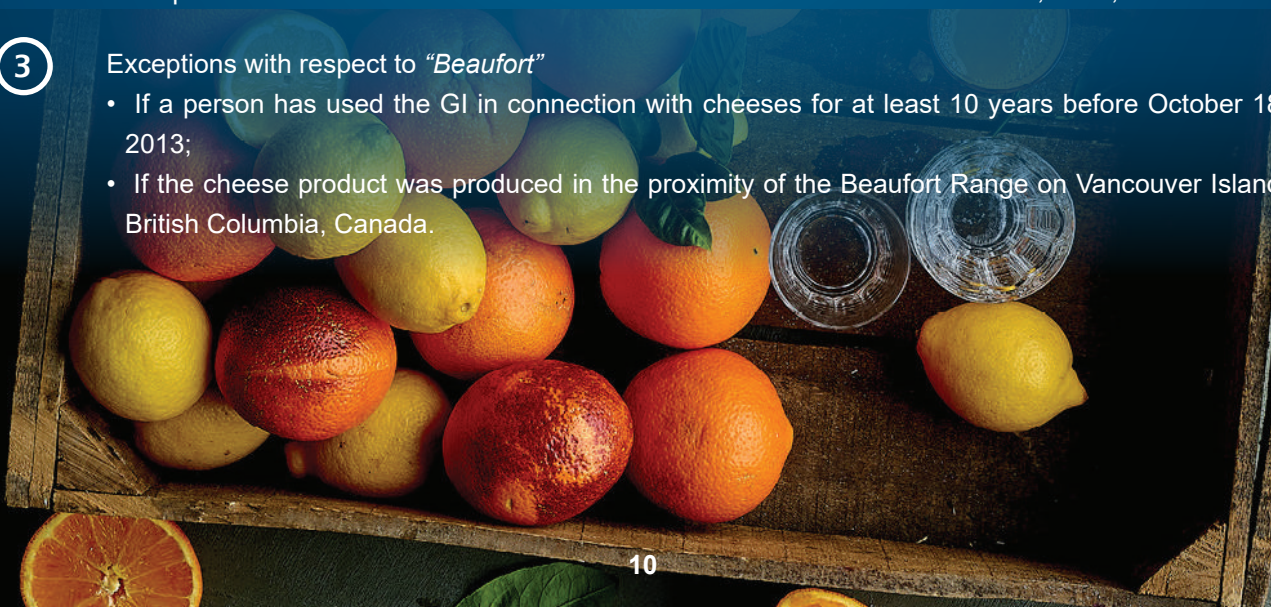 3
Exceptions with respect to “Beaufort”
• If a person has used the GI in connection with cheeses for at least 10 years before October
2013;
• If the cheese product was produced in the proximity of the Beaufort Range on Vancouver
British Columbia, Canada.
10